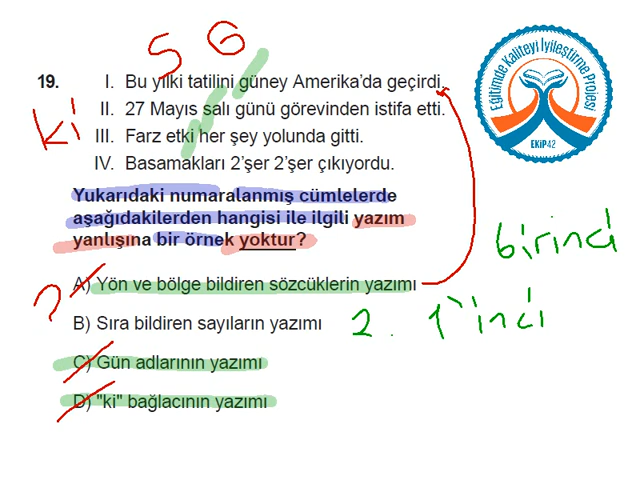 S G
19. I. Bu yılki tatilini güney Amerika'da geçirdi.
II. 27 Mayıs salı günü görevinden istifa etti.
III. Farz etki her şey yolunda gitti.
IV. Basamakları 2'şer 2'şer çıkıyordu.
ki
Yukarıdaki numaralanmış cümlelerde
aşağıdakilerden hangisi ile ilgili yazım
yanlışına bir örnek yoktur?
A) Yön ve bölge bildiren sözcüklerin yazımı
B) Sıra bildiren sayıların yazımı
C) Gün adlarının yazımı
D) "ki" bağlacının yazımı
?
birinci
2. 1'inci
Eğitimde Kaliteyi İyileştirme Projesi
EKİP42